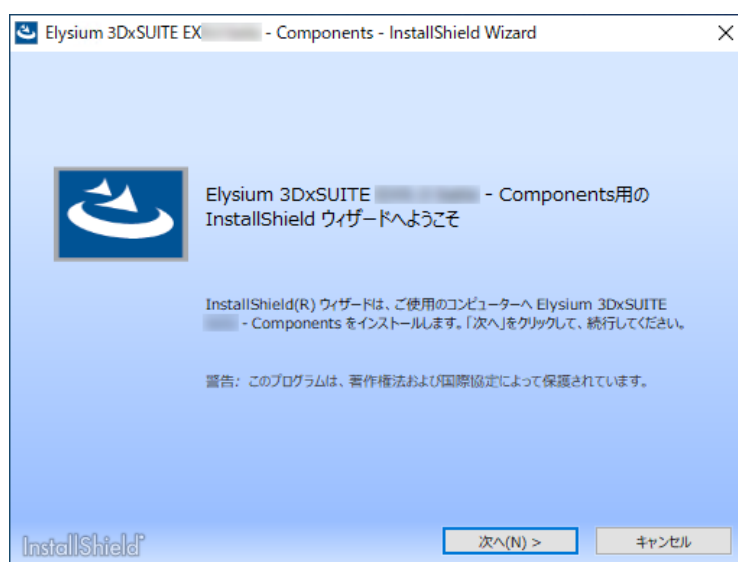 Elysium 3DxSUITE EX - Components - InstallShield Wizard
Elysium 3DxSUITE - Components用の
InstallShield ウィザードへようこそ
InstallShield(R) ウィザードは、ご使用のコンピューターへ Elysium 3DxSUITE
- Components をインストールします。「次へ」をクリックして、続行してください。
警告: このプログラムは、著作権法および国際協定によって保護されています。
InstallShield
次へ(N) >
キャンセル